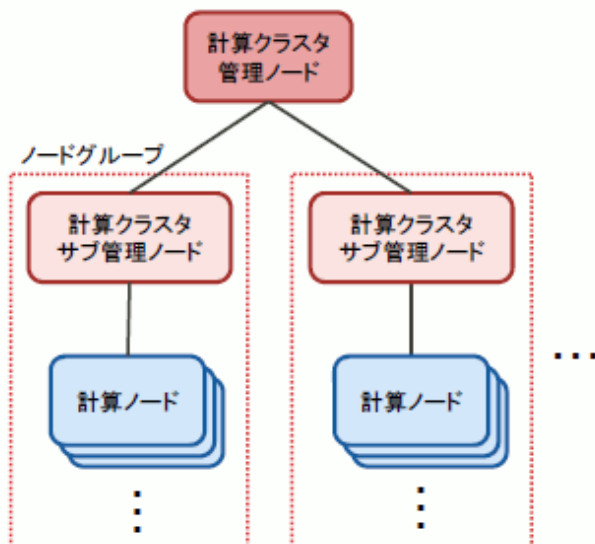 計算クラスタ
管理ノード
ノードグループ
計算クラスタ
サブ管理ノード
計算クラスタ
サブ管理ノード
計算ノード
計算ノード